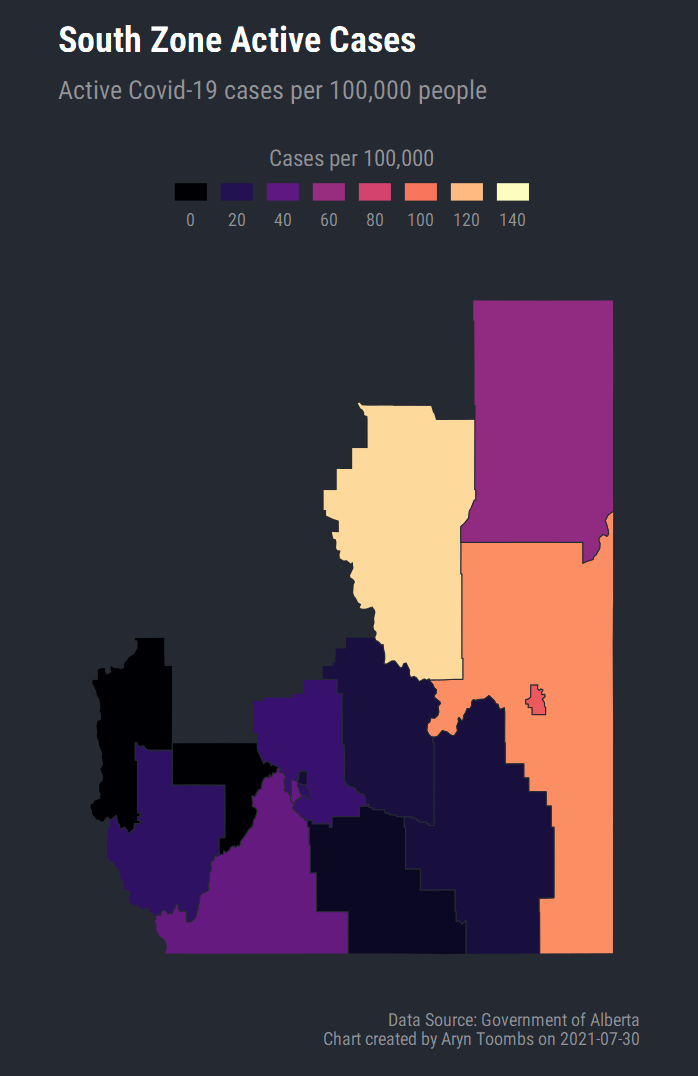 South Zone Active Cases
Active Covid-19 cases per 100,000 people
Cases per 100,000
0 20 40 60 80 100 120 140
Data Source: Government of Alberta
Chart created by Aryn Toombs on 2021-07-30